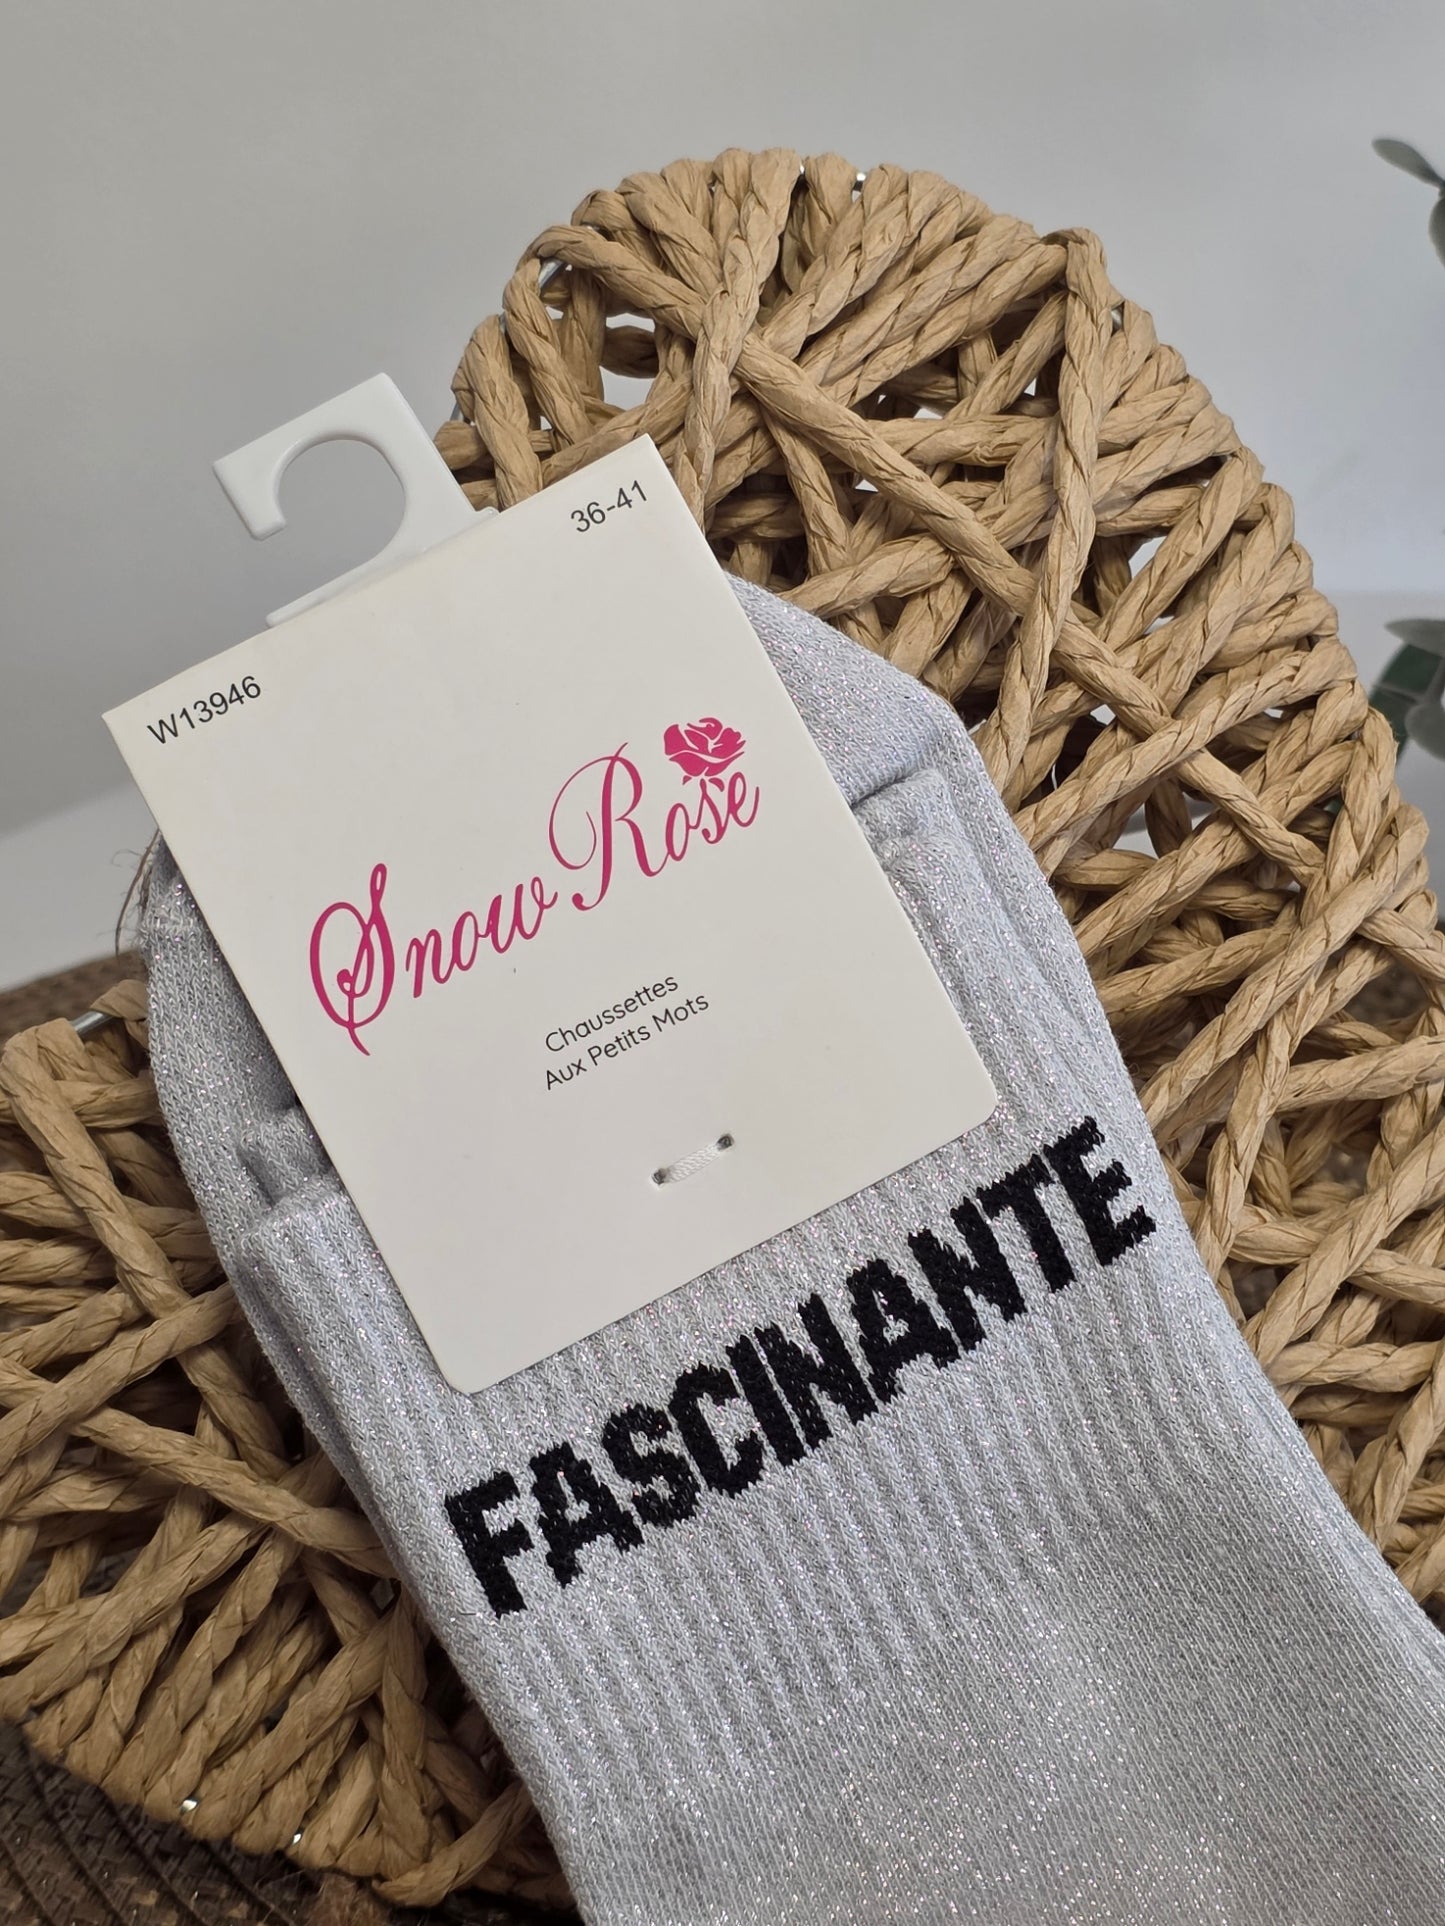 36-41
W13946
Snow Rose
Chaussettes
Aux Petits Mots
FASCINANTE